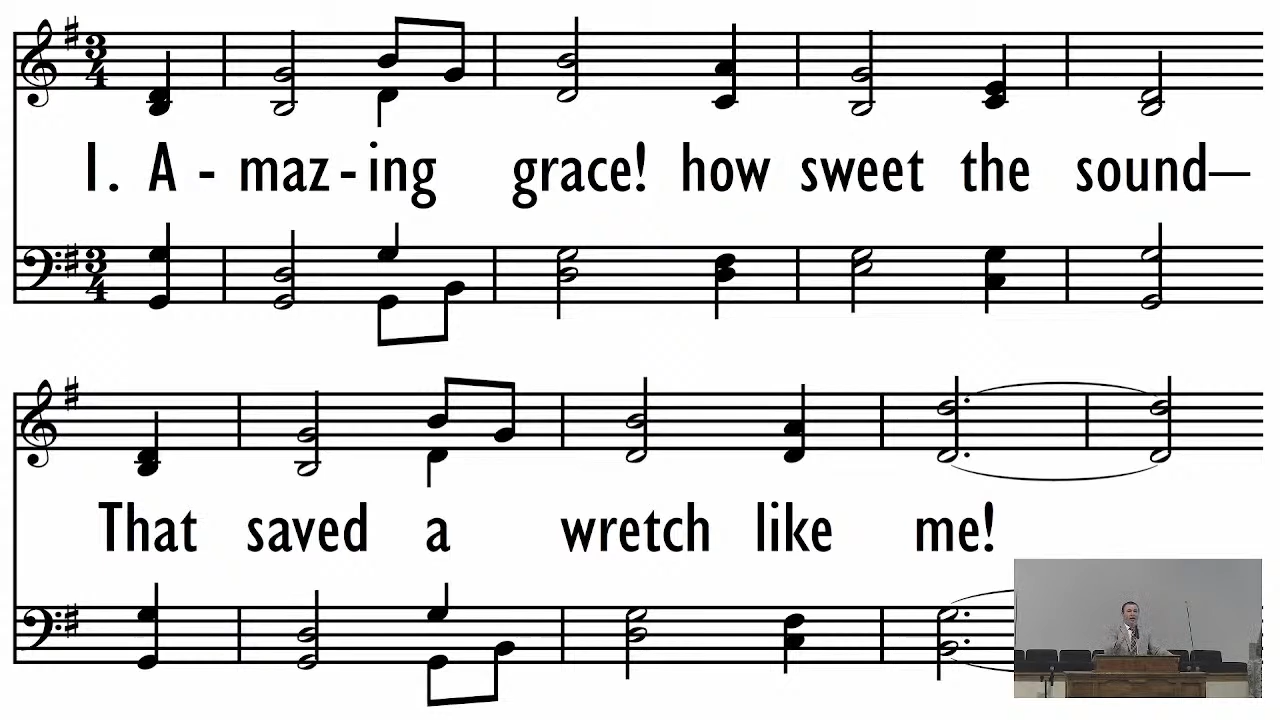 1. A - maz - ing grace! how sweet the sound—
That saved a wretch like me!